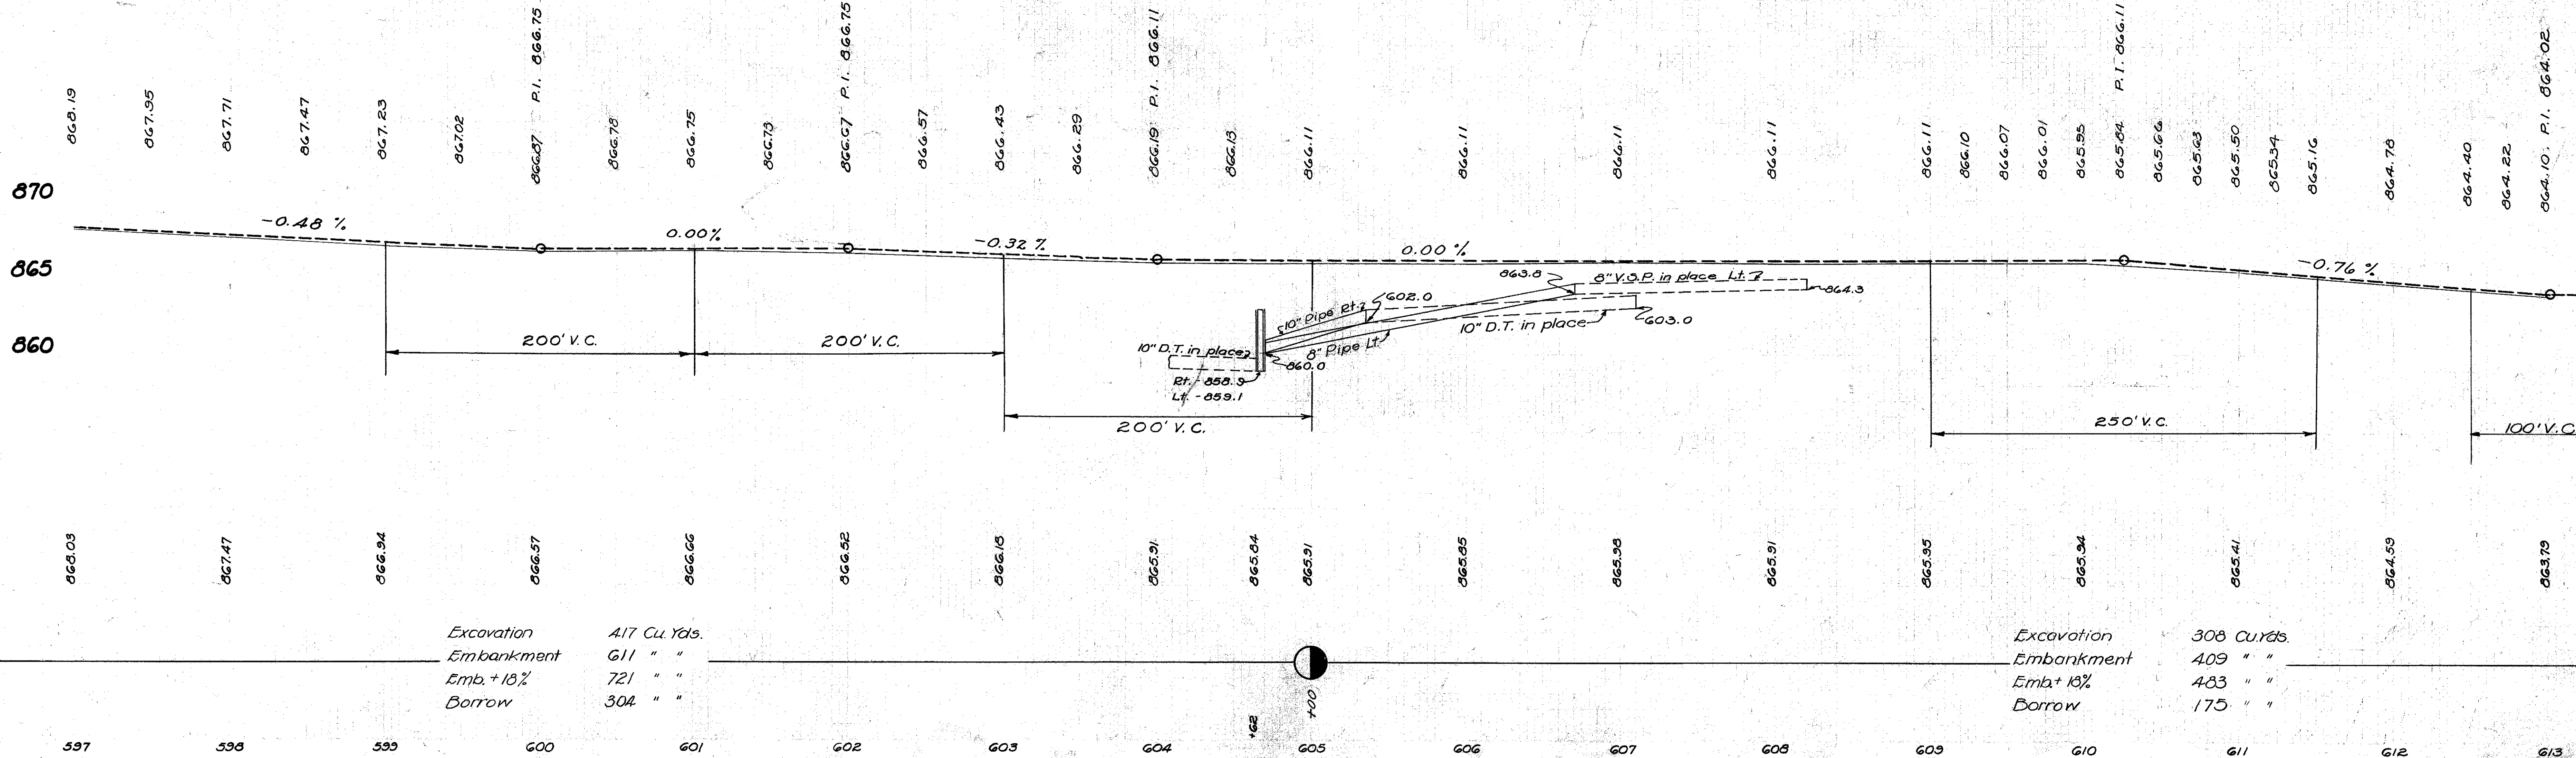 868.19
867.95
867.71
867.47
867.23
867.02
866.87 P.I. 866.75
866.78
866.75
866.73
866.67 P.I. 866.75
866.57
866.43
866.29
866.19 P.I. 866.11
866.13
866.11
866.11
866.11
866.11
866.11
866.10
866.07
866.01
865.95
865.84 P.I. 866.11
865.66
865.63
865.50
865.34
865.16
864.78
864.40
864.22
864.10 P.I. 864.02
870
865
860
-0.48 %
0.00%
-0.32 %
0.00 %
-0.76 %
863.8
8" V.S.P. in place Lt.
864.3
602.0
10" Pipe Rt.
10" D.T. in place
603.0
8" Pipe Lt
10" D.T. in place
860.0
Rt. - 858.9
Lt. - 859.1
200' V.C.
200' V.C.
200' V.C.
250' V.C.
100' V.C.
868.03
867.47
866.94
866.57
866.66
866.52
866.18
865.91
865.84
865.91
865.85
865.98
865.91
865.95
865.94
865.41
864.59
863.79
Excavation 417 Cu. Yds.
Embankment 611 " "
Emb. + 18% 721 " "
Borrow 304 " "
Excavation 308 Cu.Yds.
Embankment 409 " "
Emb.+ 18% 483 " "
Borrow 175 " "
+62
+00
597 598 599 600 601 602 603 604 605 606 607 608 609 610 611 612 613